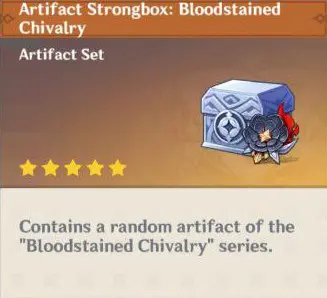 Artifact Strongbox: Bloodstained
Chivalry
Artifact Set
Contains a random artifact of the
"Bloodstained Chivalry" series.